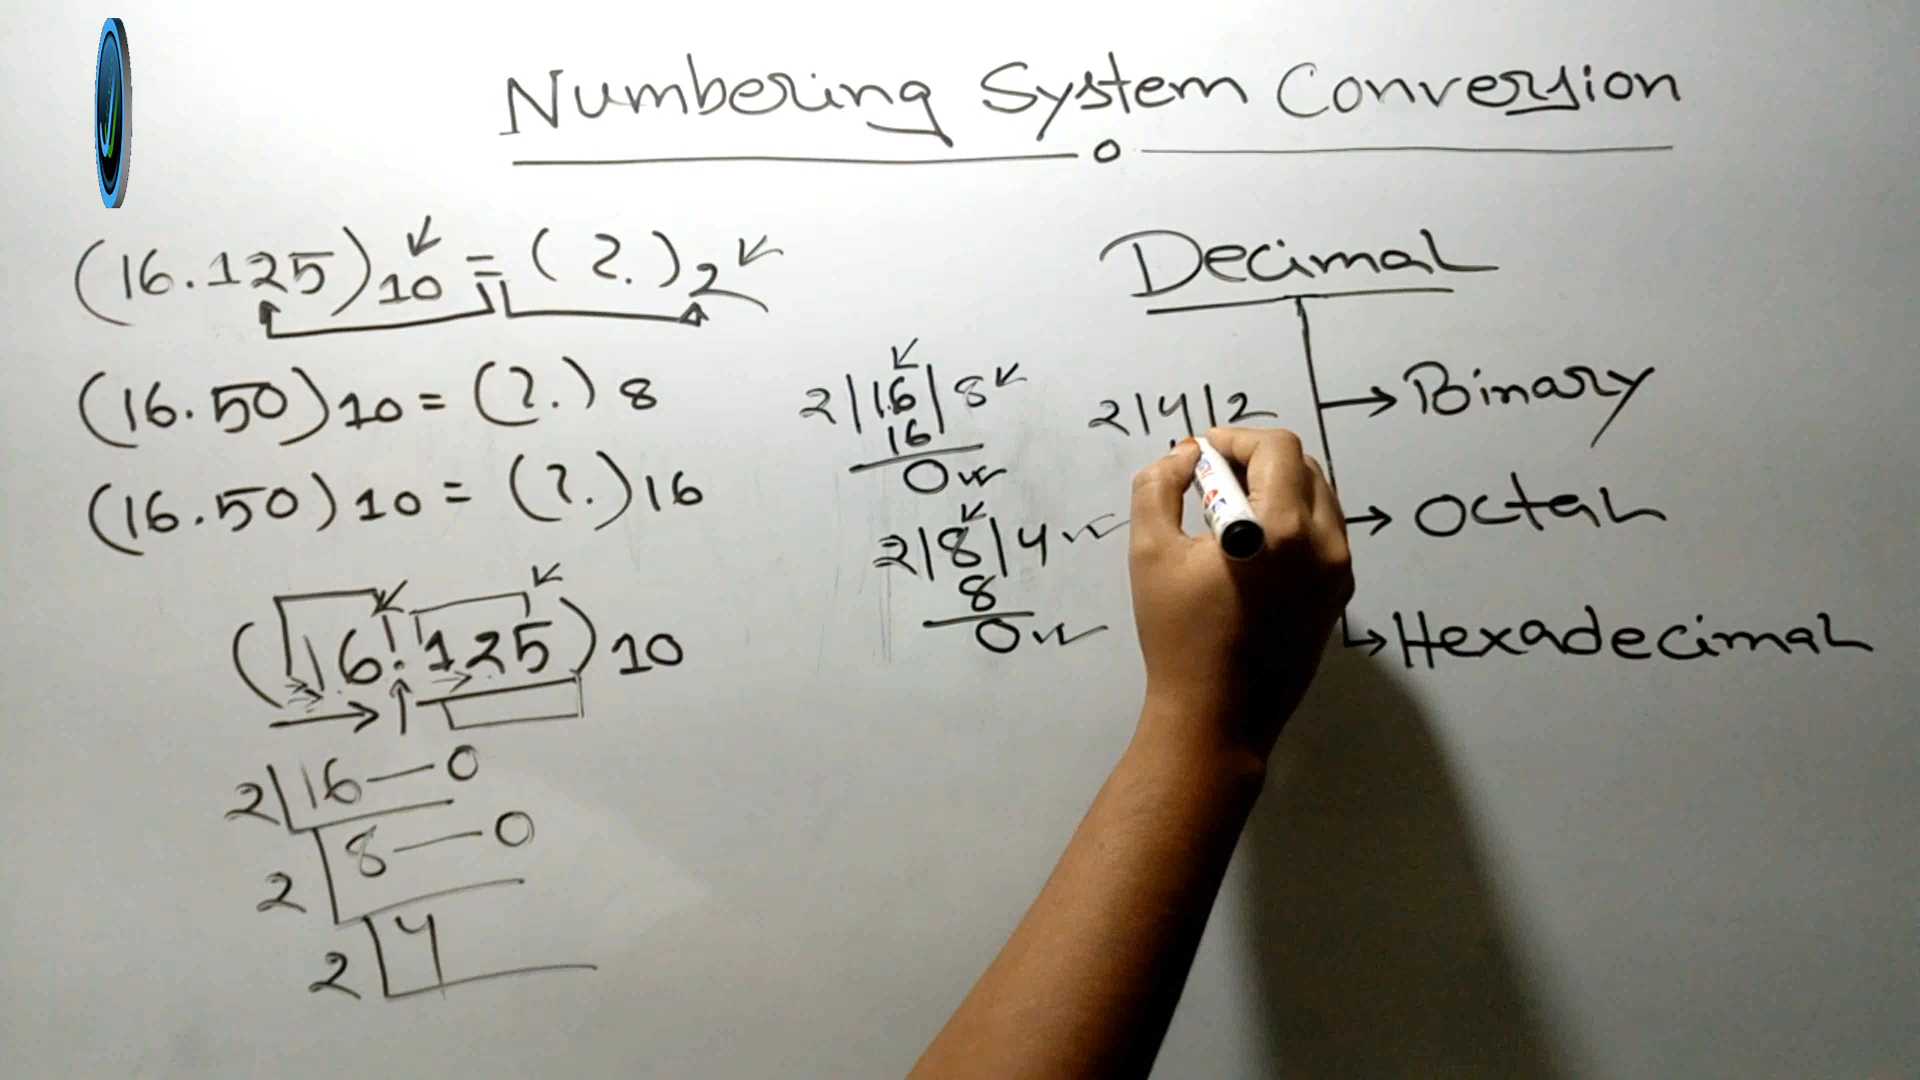 Numbering System Conversion
(16.125)10 = (?.)2
(16.50)10 = (?.)8
(16.50)10 = (?.)16
(16.125)10
2|16—0
2|8—0
2|4
2|16|8
16
0
2|8|4
8
0
2|4|2
Decimal
→ Binary
→ Octal
→ Hexadecimal